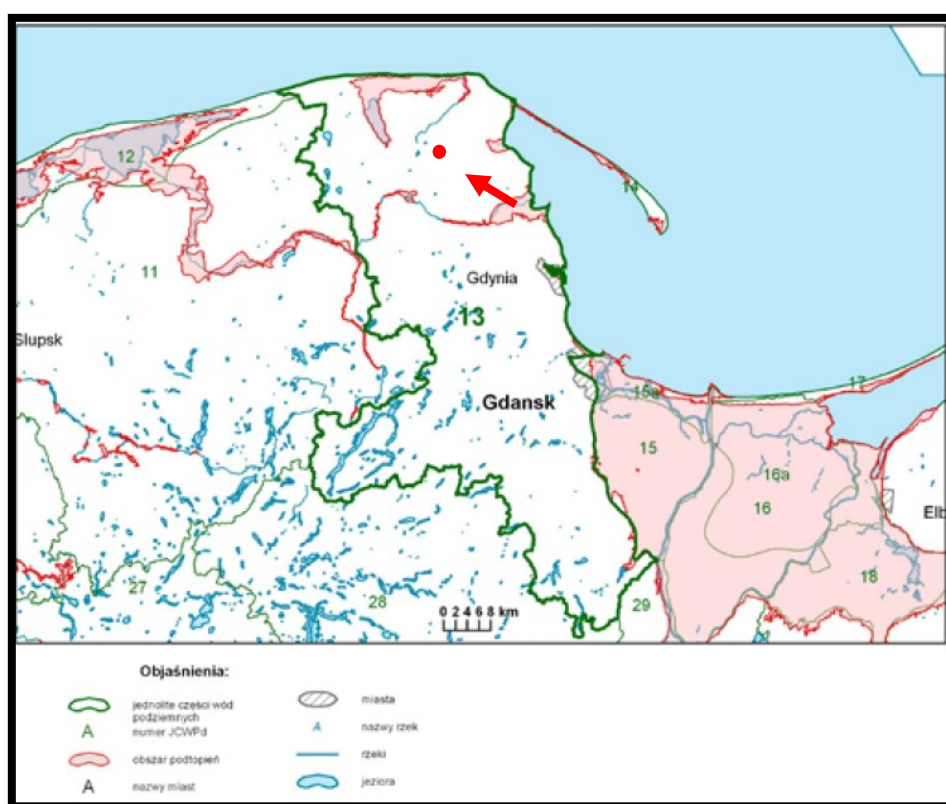 12
14
11
Gdynia
13
Slupsk
17
15a
Gdansk
15
16a
16
Elb
18
27
28
29
0 2 4 6 8 km
Objaśnienia:
jednolite części wód
podziemnych
A numer JCWPd
obszar podtopień
A nazwy miast
miasta
A nazwy rzek
rzeki
jeziora